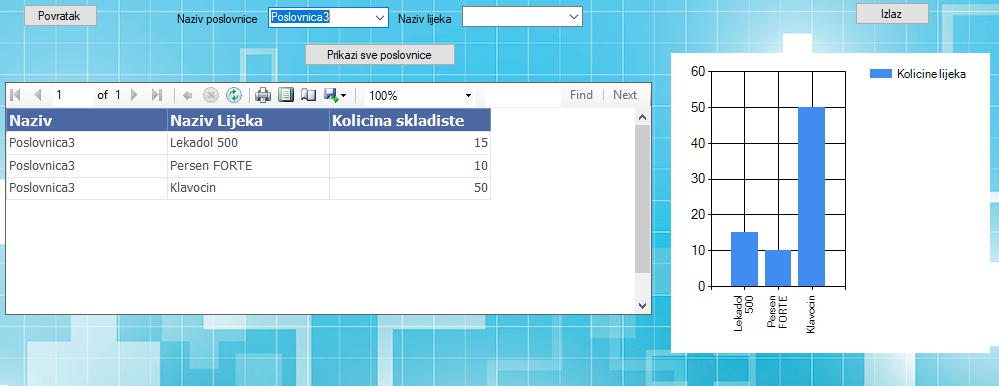 Povratak
Naziv poslovnice
Poslovnica3
Naziv lijeka
Izlaz
Prikazi sve poslovnice
1 of 1
100%
Find | Next
Naziv Naziv Lijeka Kolicina skladiste
Poslovnica3 Lekadol 500 15
Poslovnica3 Persen FORTE 10
Poslovnica3 Klavocin 50
Kolicine lijeka
60
50
40
30
20
10
0
Lekadol
500
Persen
FORTE
Klavocin